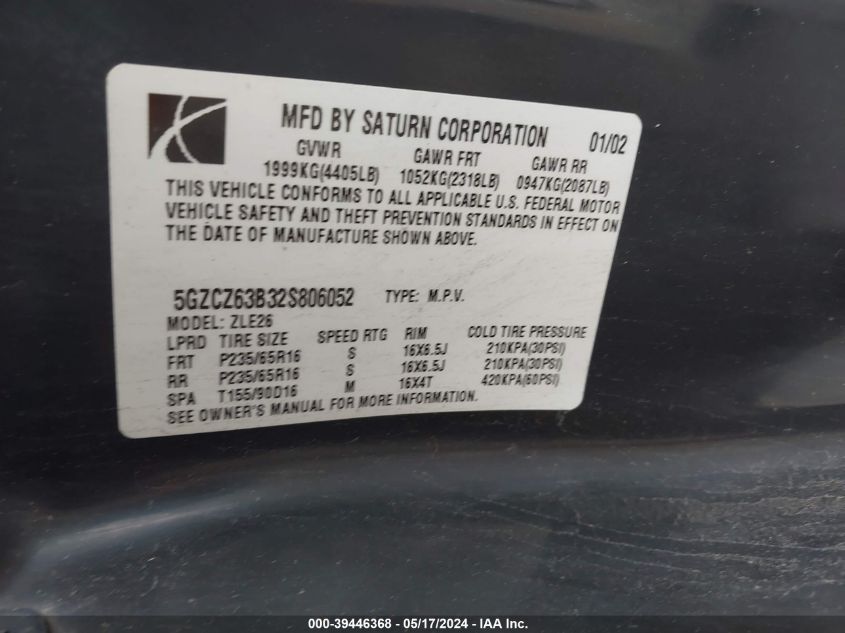 MFD BY SATURN CORPORATION 01/02
GVWR GAWR FRT GAWR RR
1999KG(4405LB) 1052KG(2318LB) 0947KG(2087LB)
THIS VEHICLE CONFORMS TO ALL APPLICABLE U.S. FEDERAL MOTOR
VEHICLE SAFETY AND THEFT PREVENTION STANDARDS IN EFFECT ON
THE DATE OF MANUFACTURE SHOWN ABOVE.
5GZCZ63B32S806052 TYPE: M.P.V.
MODEL: ZLE26
LPRD TIRE SIZE SPEED RTG RIM COLD TIRE PRESSURE
FRT P235/65R16 S 16X6.5J 210KPA(30PSI)
RR P235/65R16 S 16X6.5J 210KPA(30PSI)
SPA T155/90D16 M 16X4T 420KPA(60PSI)
SEE OWNER'S MANUAL FOR MORE INFORMATION.
000-39446368 - 05/17/2024 - IAA Inc.